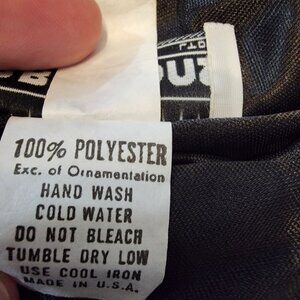 100% POLYESTER
Exc. of Ornamentation
HAND WASH
COLD WATER
DO NOT BLEACH
TUMBLE DRY LOW
USE COOL IRON
MADE IN U.S.A.